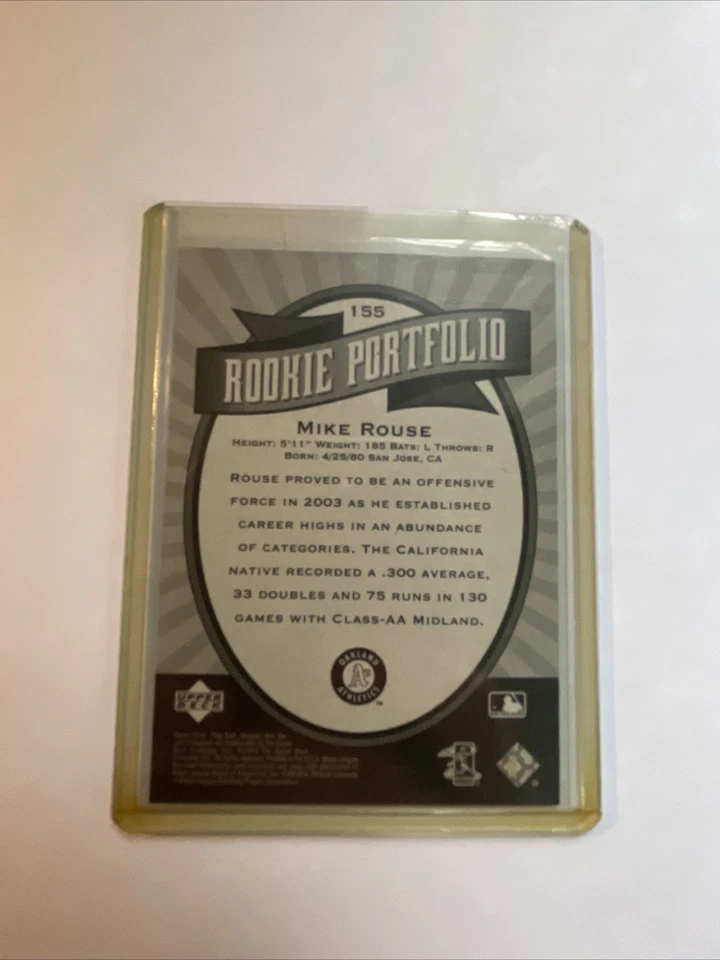 155
ROOKIE PORTFOLIO
MIKE ROUSE
HEIGHT: 5'11" WEIGHT: 185 BATS: L THROWS: R
BORN: 4/25/80 SAN JOSE, CA
ROUSE PROVED TO BE AN OFFENSIVE
FORCE IN 2003 AS HE ESTABLISHED
CAREER HIGHS IN AN ABUNDANCE
OF CATEGORIES. THE CALIFORNIA
NATIVE RECORDED A .300 AVERAGE,
33 DOUBLES AND 75 RUNS IN 130
GAMES WITH CLASS-AA MIDLAND.
OAKLAND
A's
ATHLETICS
TM
UPPER
DECK